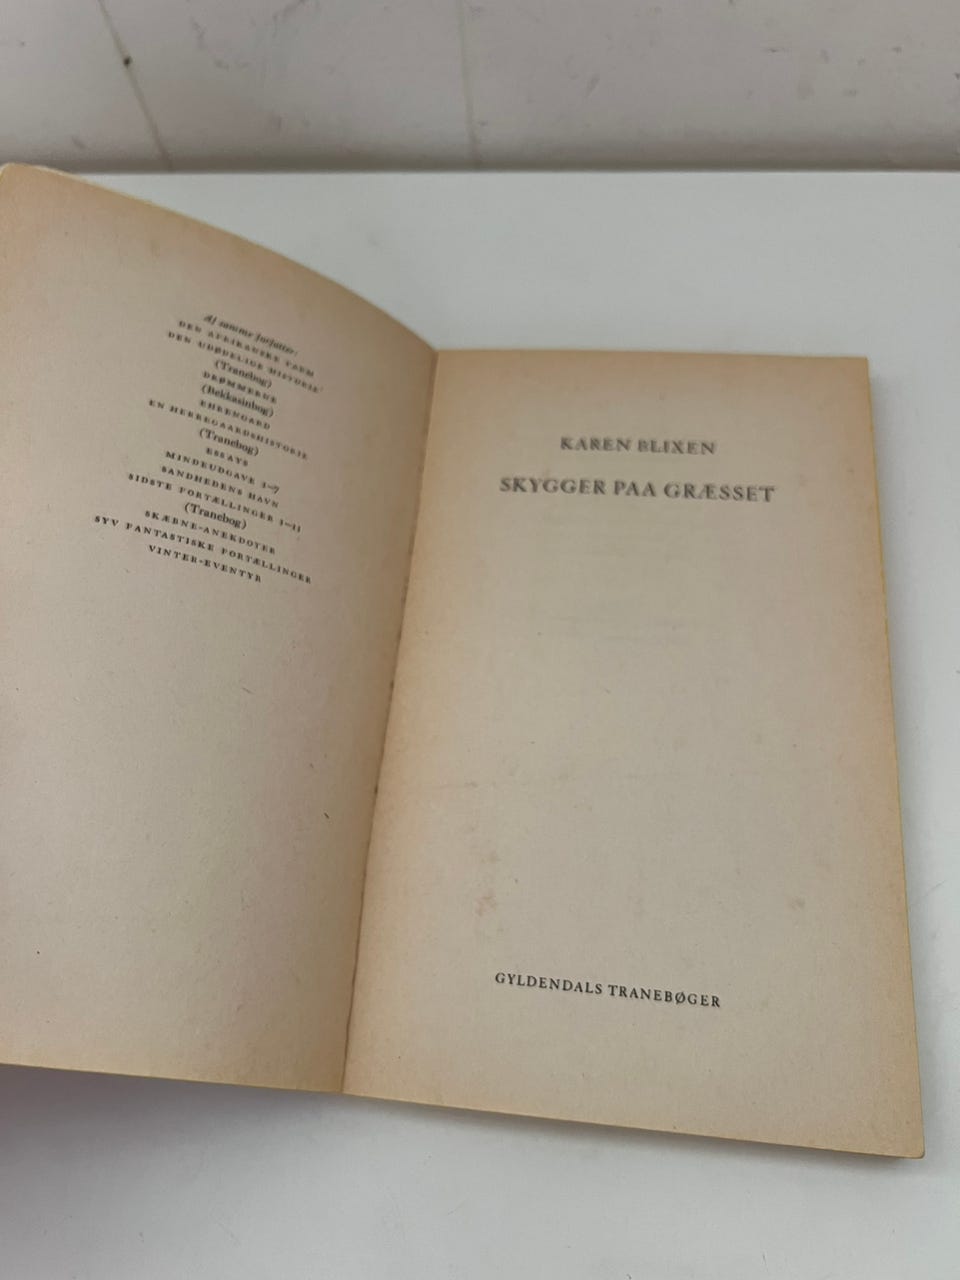 Af samme forfatter:
DEN AFRIKANSKE FARM
DEN UDØDELIGE HISTORIE
(Tranebog)
DRØMMERNE
(Bekkasinbog)
EHRENGARD
EN HERREGAARDSHISTORIE
(Tranebog)
ESSAYS
MINDEUDGAVE 1-7
SANDHEDENS HAVN
SIDSTE FORTÆLLINGER 1-11
(Tranebog)
SKÆBNE-ANEKDOTER
SYV FANTASTISKE FORTÆLLINGER
VINTER-EVENTYR
KAREN BLIXEN
SKYGGER PAA GRÆSSET
GYLDENDALS TRANEBØGER